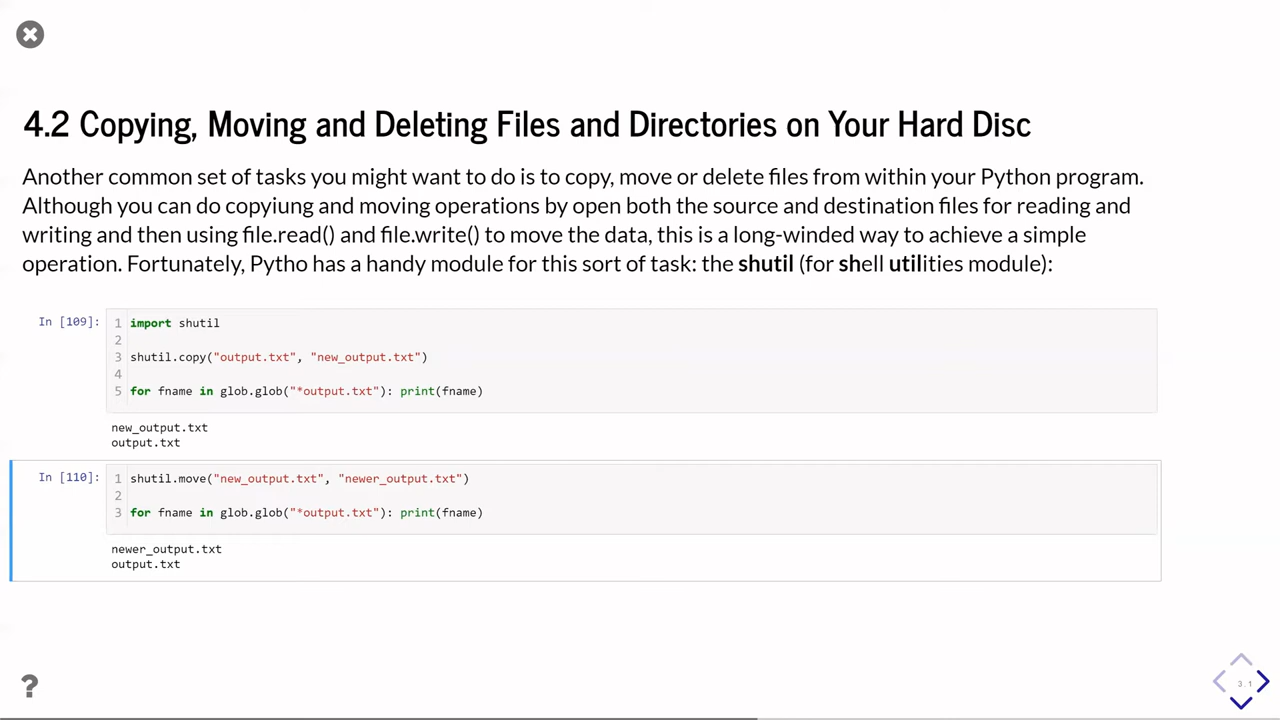 4.2 Copying, Moving and Deleting Files and Directories on Your Hard Disc
Another common set of tasks you might want to do is to copy, move or delete files from within your Python program.
Although you can do copyiung and moving operations by open both the source and destination files for reading and
writing and then using file.read() and file.write() to move the data, this is a long-winded way to achieve a simple
operation. Fortunately, Pytho has a handy module for this sort of task: the shutil (for shell utilities module):
In [109]:
1 import shutil
2
3 shutil.copy("output.txt", "new_output.txt")
4
5 for fname in glob.glob("*output.txt"): print(fname)
new_output.txt
output.txt
In [110]:
1 shutil.move("new_output.txt", "newer_output.txt")
2
3 for fname in glob.glob("*output.txt"): print(fname)
newer_output.txt
output.txt
?
3.1